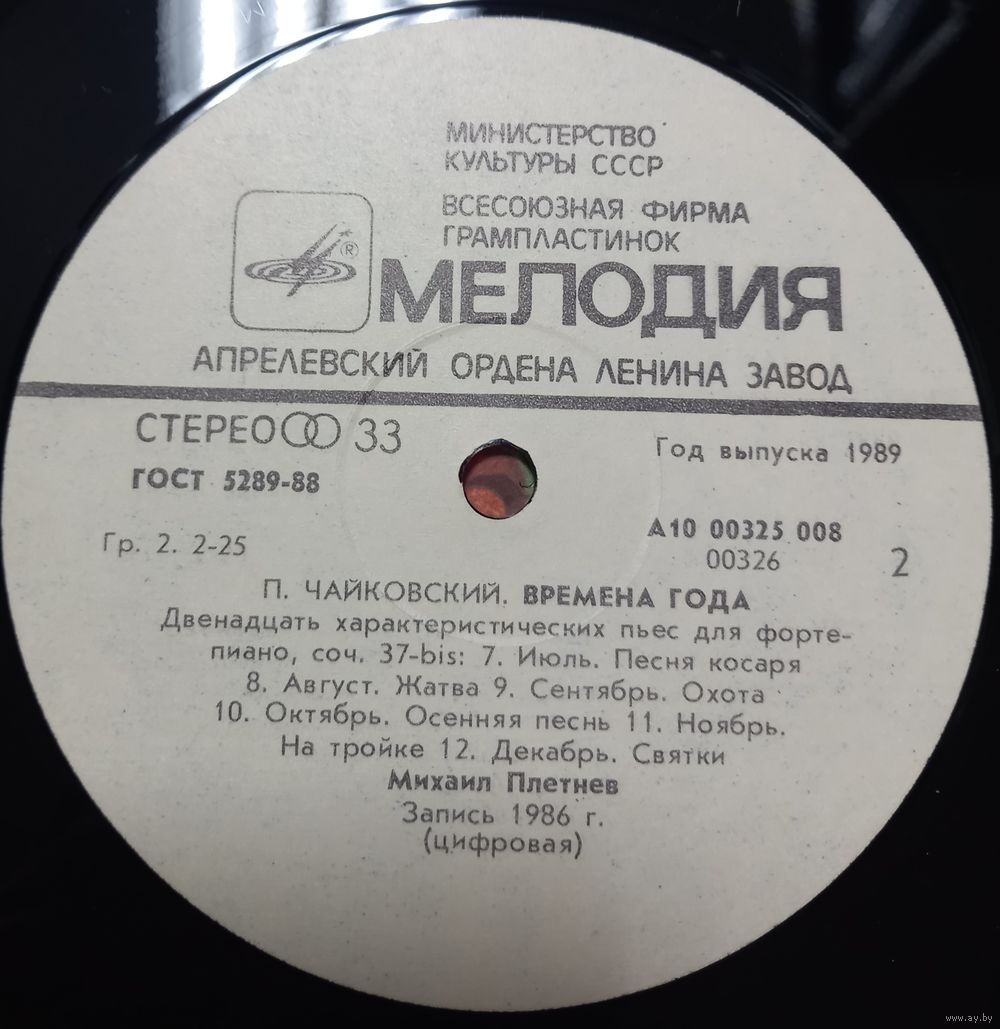 МИНИСТЕРСТВО
КУЛЬТУРЫ СССР
ВСЕСОЮЗНАЯ ФИРМА
ГРАМПЛАСТИНОК
®
МЕЛОДИЯ
АПРЕЛЕВСКИЙ ОРДЕНА ЛЕНИНА ЗАВОД
СТЕРЕО 33
Год выпуска 1989
ГОСТ 5289-88
А10 00325 008
Гр. 2. 2-25
00326
2
П. ЧАЙКОВСКИЙ. ВРЕМЕНА ГОДА
Двенадцать характеристических пьес для форте-
пиано, соч. 37-bis: 7. Июль. Песня косаря
8. Август. Жатва 9. Сентябрь. Охота
10. Октябрь. Осенняя песнь 11. Ноябрь.
На тройке 12. Декабрь. Святки
Михаил Плетнев
Запись 1986 г.
(цифровая)
www.ay.by